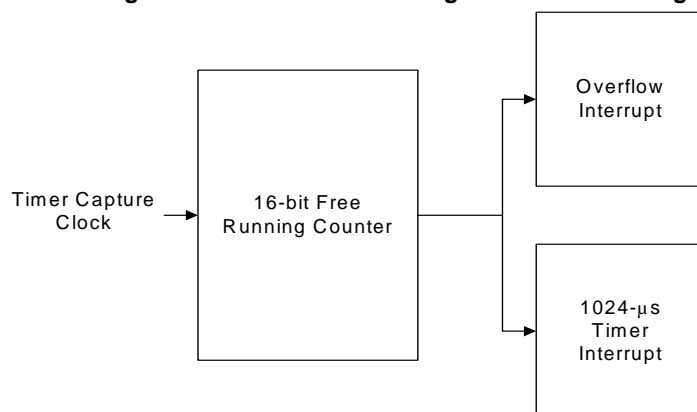 Overflow
Interrupt
Timer Capture
Clock
16-bit Free
Running Counter
1024-μs
Timer
Interrupt